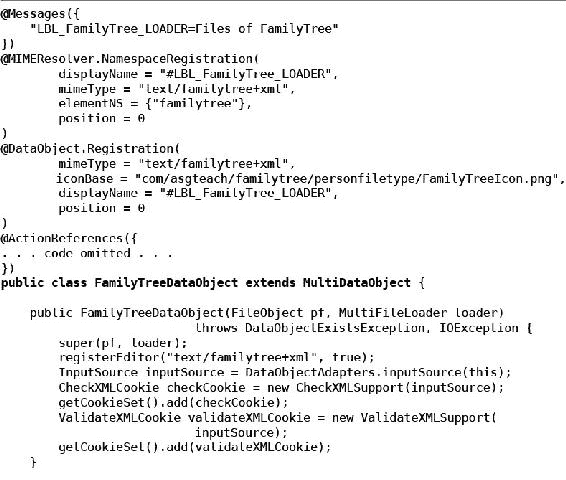 @Messages({
    "LBL_FamilyTree_LOADER=Files of FamilyTree"
})
@MIMEResolver.NamespaceRegistration(
        displayName = "#LBL_FamilyTree_LOADER",
        mimeType = "text/familytree+xml",
        elementNS = {"familytree"},
        position = 0
)
@DataObject.Registration(
        mimeType = "text/familytree+xml",
        iconBase = "com/asgteach/familytree/personfiletype/FamilyTreeIcon.png",
        displayName = "#LBL_FamilyTree_LOADER",
        position = 0
)
@ActionReferences({
. . . code omitted . . .
})
public class FamilyTreeDataObject extends MultiDataObject {

    public FamilyTreeDataObject(FileObject pf, MultiFileLoader loader)
                           throws DataObjectExistsException, IOException {
        super(pf, loader);
        registerEditor("text/familytree+xml", true);
        InputSource inputSource = DataObjectAdapters.inputSource(this);
        CheckXMLCookie checkCookie = new CheckXMLSupport(inputSource);
        getCookieSet().add(checkCookie);
        ValidateXMLCookie validateXMLCookie = new ValidateXMLSupport(
                           inputSource);
        getCookieSet().add(validateXMLCookie);
    }